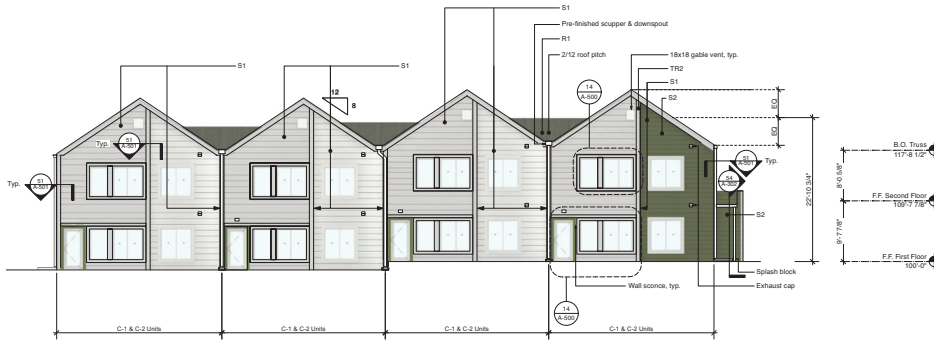 S1
Pre-finished scupper & downspout
R1
2/12 roof pitch
18x18 gable vent, typ.
TR2
S1
S2
S1
S1
12
8
14
A-500
EQ
EQ
51
A-501
Typ.
51
A-501
Typ.
51
A-501
Typ.
54
A-302
S2
22'-10 3/4"
8'-0 5/8"
9'-7 7/8"
B.O. Truss
117'-8 1/2"
F.F. Second Floor
109'-7 7/8"
F.F. First Floor
100'-0"
Splash block
Exhaust cap
Wall sconce, typ.
14
A-500
C-1 & C-2 Units
C-1 & C-2 Units
C-1 & C-2 Units
C-1 & C-2 Units